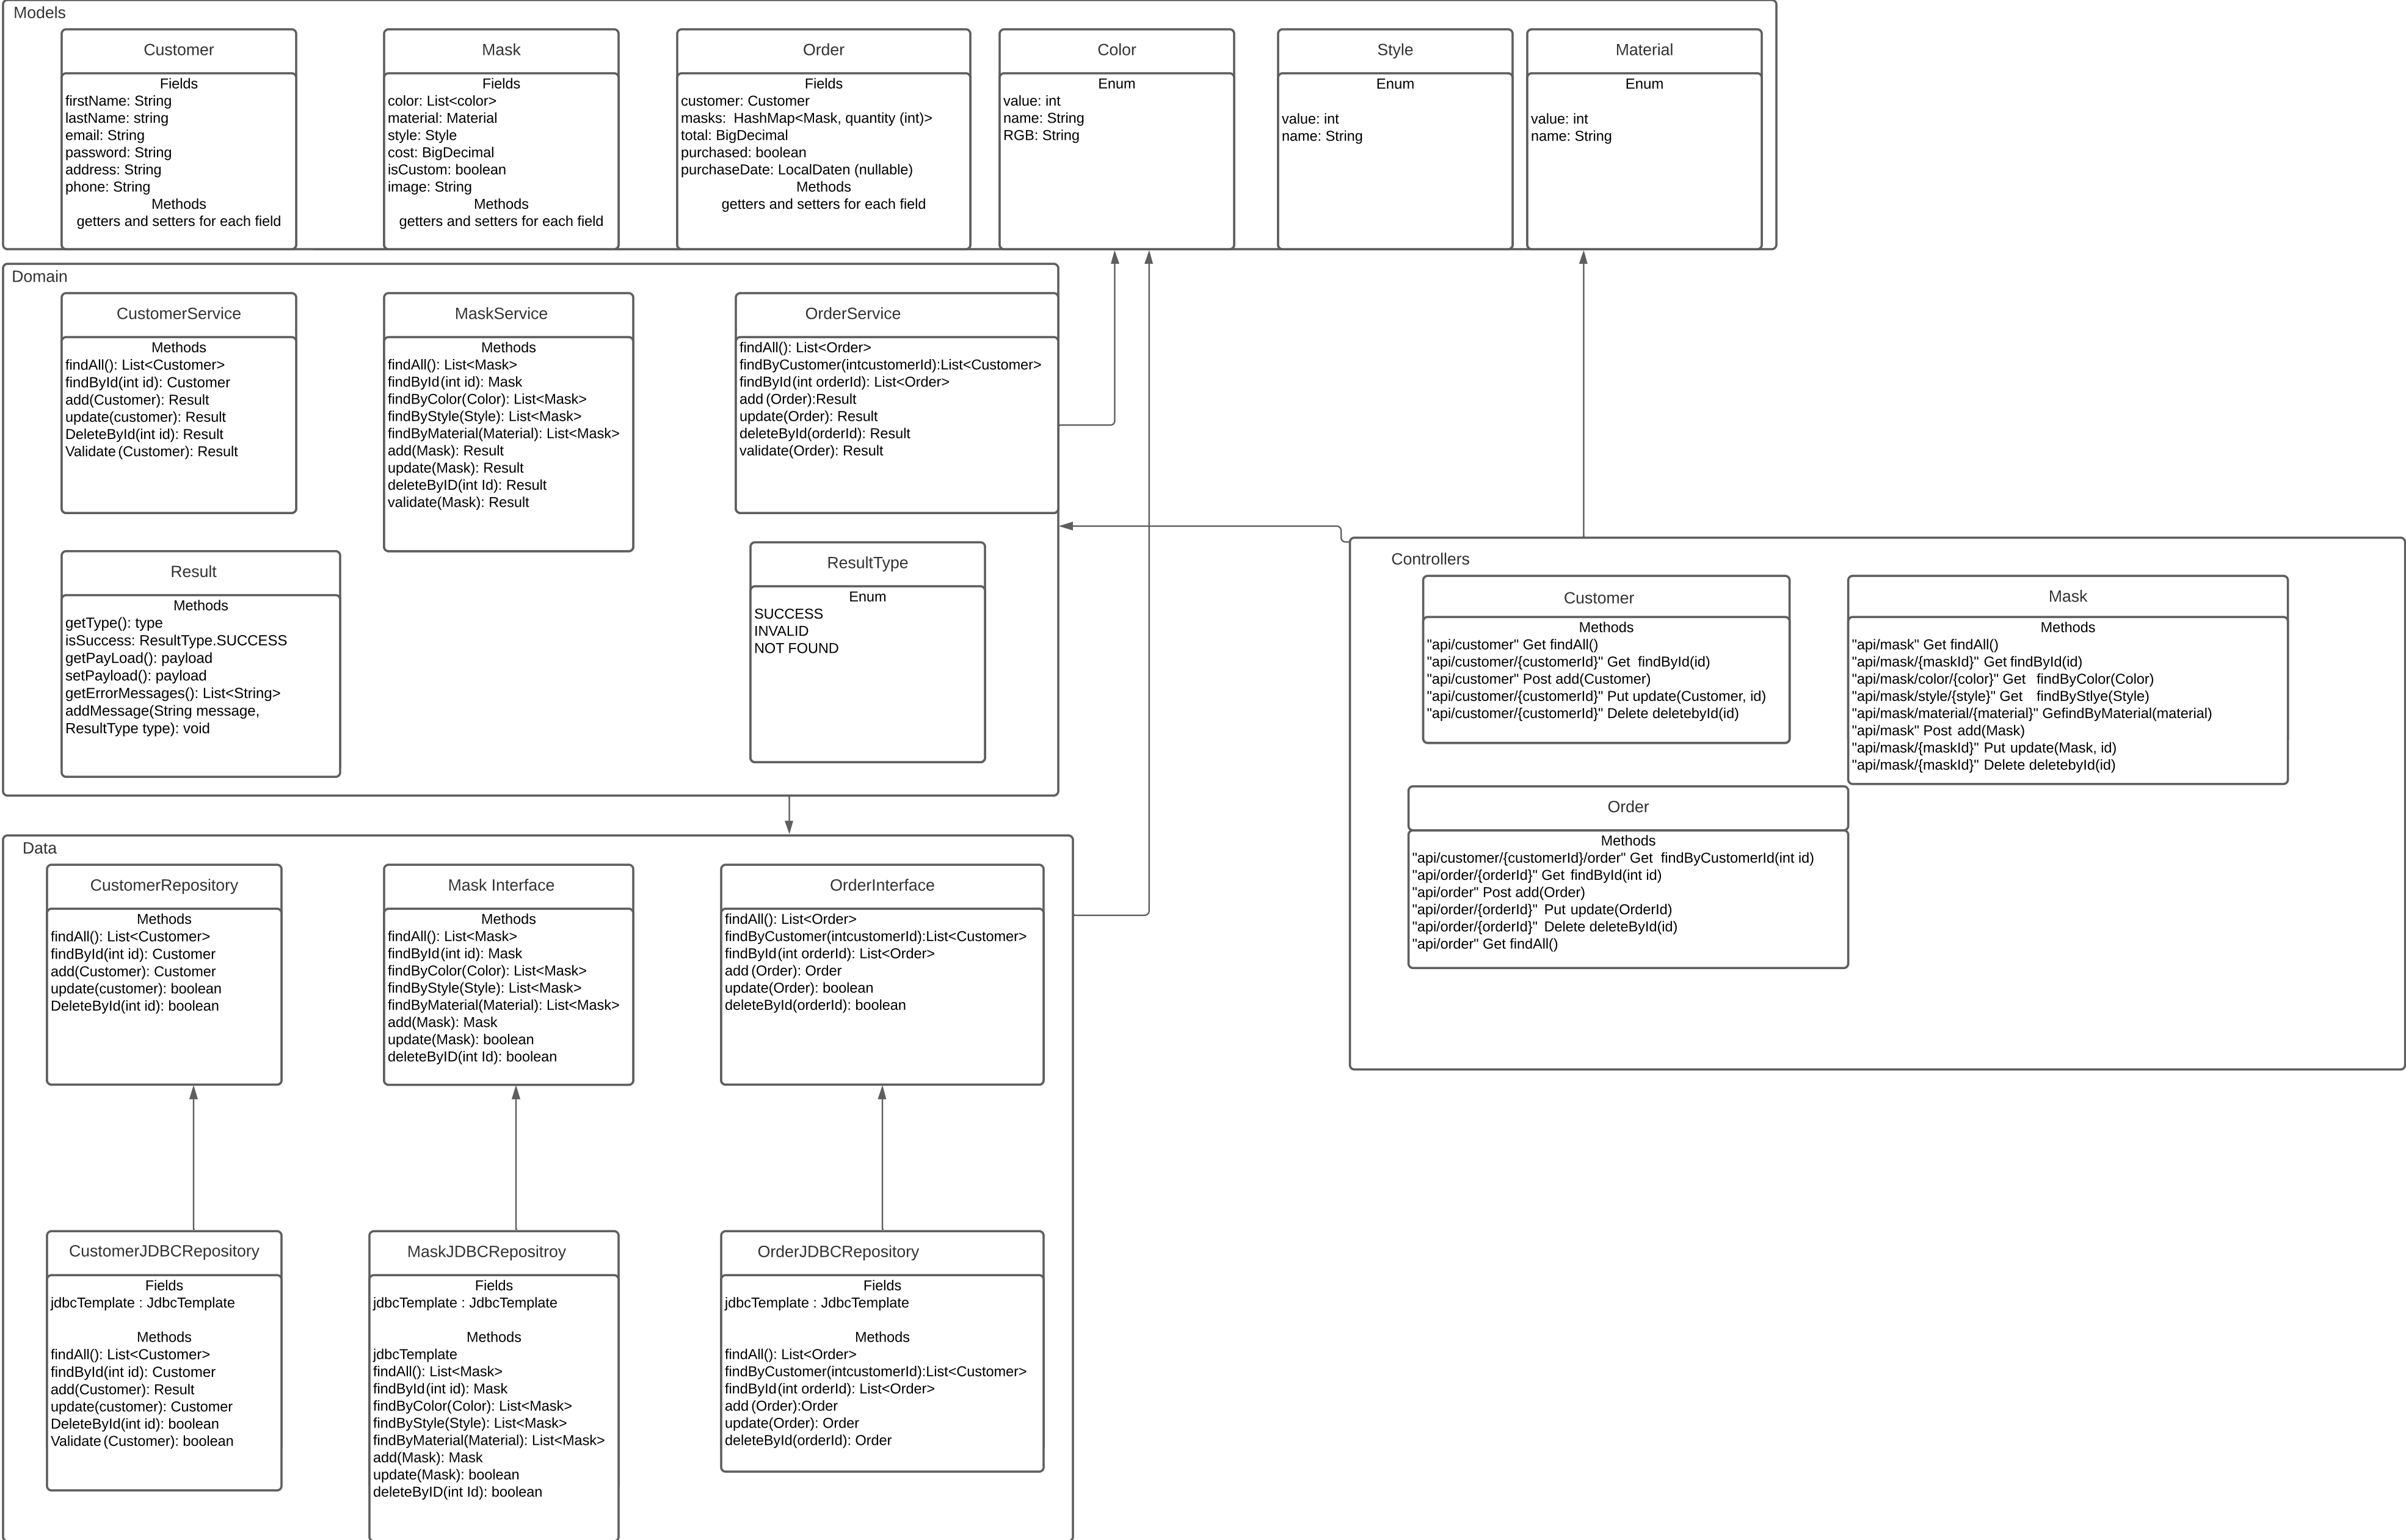 Models
Customer
Fields
firstName: String
lastName: string
email: String
password: String
address: String
phone: String
Methods
getters and setters for each field
Mask
Fields
color: List<color>
material: Material
style: Style
cost: BigDecimal
isCustom: boolean
image: String
Methods
getters and setters for each field
Order
Fields
customer: Customer
masks:  HashMap<Mask, quantity (int)>
total: BigDecimal
purchased: boolean
purchaseDate: LocalDaten (nullable)
Methods
getters and setters for each field
Color
Enum
value: int
name: String
RGB: String
Style
Enum
value: int
name: String
Material
Enum
value: int
name: String
Domain
CustomerService
Methods
findAll(): List<Customer>
findById(int id): Customer
add(Customer): Result
update(customer): Result
DeleteById(int id): Result
Validate (Customer): Result
MaskService
Methods
findAll(): List<Mask>
findById (int id): Mask
findByColor(Color): List<Mask>
findByStyle(Style): List<Mask>
findByMaterial(Material): List<Mask>
add(Mask): Result
update(Mask): Result
deleteByID(int Id): Result
validate(Mask): Result
OrderService
findAll(): List<Order>
findByCustomer(intcustomerId):List<Customer>
findById (int orderId): List<Order>
add (Order):Result
update(Order): Result
deleteById(orderId): Result
validate(Order): Result
Result
Methods
getType(): type
isSuccess: ResultType.SUCCESS
getPayLoad(): payload
setPayload(): payload
getErrorMessages(): List<String>
addMessage(String message,
ResultType type): void
ResultType
Enum
SUCCESS
INVALID
NOT FOUND
Controllers
Customer
Methods
"api/customer" Get findAll()
"api/customer/{customerId}" Get  findById(id)
"api/customer" Post add(Customer)
"api/customer/{customerId}" Put update(Customer, id)
"api/customer/{customerId}" Delete deletebyId(id)
Mask
Methods
"api/mask" Get findAll()
"api/mask/{maskId}" Get findById(id)
"api/mask/color/{color}" Get   findByColor(Color)
"api/mask/style/{style}" Get    findByStlye(Style)
"api/mask/material/{material}" GefindByMaterial(material)
"api/mask" Post  add(Mask)
"api/mask/{maskId}" Put update(Mask, id)
"api/mask/{maskId}" Delete deletebyId(id)
Order
Methods
"api/customer/{customerId}/order" Get  findByCustomerId(int id)
"api/order/{orderId}" Get  findById(int id)
"api/order" Post add(Order)
"api/order/{orderId}"  Put  update(OrderId)
"api/order/{orderId}"  Delete deleteById(id)
"api/order" Get findAll()
Data
CustomerRepository
Methods
findAll(): List<Customer>
findById(int id): Customer
add(Customer): Customer
update(customer): boolean
DeleteById(int id): boolean
Mask Interface
Methods
findAll(): List<Mask>
findById (int id): Mask
findByColor(Color): List<Mask>
findByStyle(Style): List<Mask>
findByMaterial(Material): List<Mask>
add(Mask): Mask
update(Mask): boolean
deleteByID(int Id): boolean
OrderInterface
findAll(): List<Order>
findByCustomer(intcustomerId):List<Customer>
findById (int orderId): List<Order>
add (Order): Order
update(Order): boolean
deleteById(orderId): boolean
CustomerJDBCRepository
Fields
jdbcTemplate : JdbcTemplate
Methods
findAll(): List<Customer>
findById(int id): Customer
add(Customer): Result
update(customer): Customer
DeleteById(int id): boolean
Validate (Customer): boolean
MaskJDBCRepositroy
Fields
jdbcTemplate : JdbcTemplate
Methods
jdbcTemplate
findAll(): List<Mask>
findById (int id): Mask
findByColor(Color): List<Mask>
findByStyle(Style): List<Mask>
findByMaterial(Material): List<Mask>
add(Mask): Mask
update(Mask): boolean
deleteByID(int Id): boolean
OrderJDBCRepository
Fields
jdbcTemplate : JdbcTemplate
Methods
findAll(): List<Order>
findByCustomer(intcustomerId):List<Customer>
findById (int orderId): List<Order>
add (Order):Order
update(Order): Order
deleteById(orderId): Order